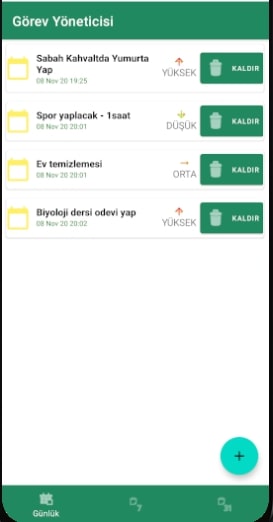 Görev Yöneticisi
Sabah Kahvaltda Yumurta
Yap
08 Nov 20 19:25
YÜKSEK
KALDIR
Spor yaplacak - 1saat
08 Nov 20 20:01
DÜŞÜK
KALDIR
Ev temizlemesi
08 Nov 20 20:01
ORTA
KALDIR
Biyoloji dersi odevi yap
08 Nov 20 20:02
YÜKSEK
KALDIR
+
Günlük
7
31